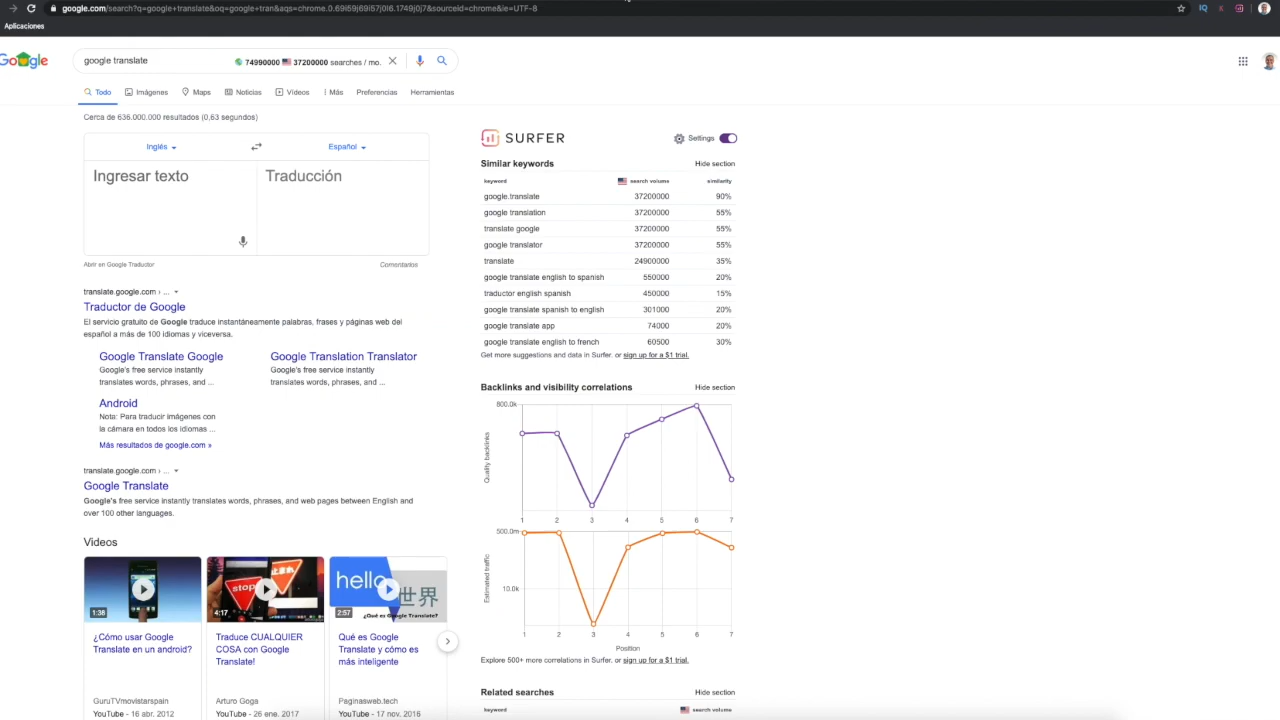 google.com/search?q=google+translate&oq=google+tran&aqs=chrome.0.69i59j69i57j0l6.1749j0j7&sourceid=chrome&ie=UTF-8
Aplicaciones
Google
google translate 74990000 37200000 searches / mo.
Todo Imágenes Maps Noticias Vídeos Más Preferencias Herramientas
Cerca de 636.000.000 resultados (0,63 segundos)
Inglés Español
Ingresar texto Traducción
Abrir en Google Traductor Comentarios
translate.google.com › ...
Traductor de Google
El servicio gratuito de Google traduce instantáneamente palabras, frases y páginas web del
español a más de 100 idiomas y viceversa.
Google Translate Google
Google's free service instantly
translates words, phrases, and ...
Google Translation Translator
Google's free service instantly
translates words, phrases, and ...
Android
Nota: Para traducir imágenes con
la cámara en todos los idiomas ...
Más resultados de google.com »
translate.google.com › ...
Google Translate
Google's free service instantly translates words, phrases, and web pages between English and
over 100 other languages.
Videos
1:38
¿Cómo usar Google
Translate en un android?
GuruTVmovistarspain
YouTube - 16 abr. 2012
stop
止まれ
4:17
Traduce CUALQUIER
COSA con Google
Translate!
Arturo Goga
YouTube - 26 ene. 2017
hello
世界
2:57
¿Qué es Google Translate?
Qué es Google
Translate y cómo es
más inteligente
Paginasweb.tech
YouTube - 17 nov. 2016
SURFER Settings
Similar keywords Hide section
keyword search volume similarity
google.translate 37200000 90%
google translation 37200000 55%
translate google 37200000 55%
google translator 37200000 55%
translate 24900000 35%
google translate english to spanish 550000 20%
traductor english spanish 450000 15%
google translate spanish to english 301000 20%
google translate app 74000 20%
google translate english to french 60500 30%
Get more suggestions and data in Surfer. or sign up for a $1 trial.
Backlinks and visibility correlations Hide section
800.0k
Quality backlinks
1 2 3 4 5 6 7
500.0m
10.0k
Estimated traffic
1 2 3 4 5 6 7
Position
Explore 500+ more correlations in Surfer. or sign up for a $1 trial.
Related searches Hide section
keyword search volume